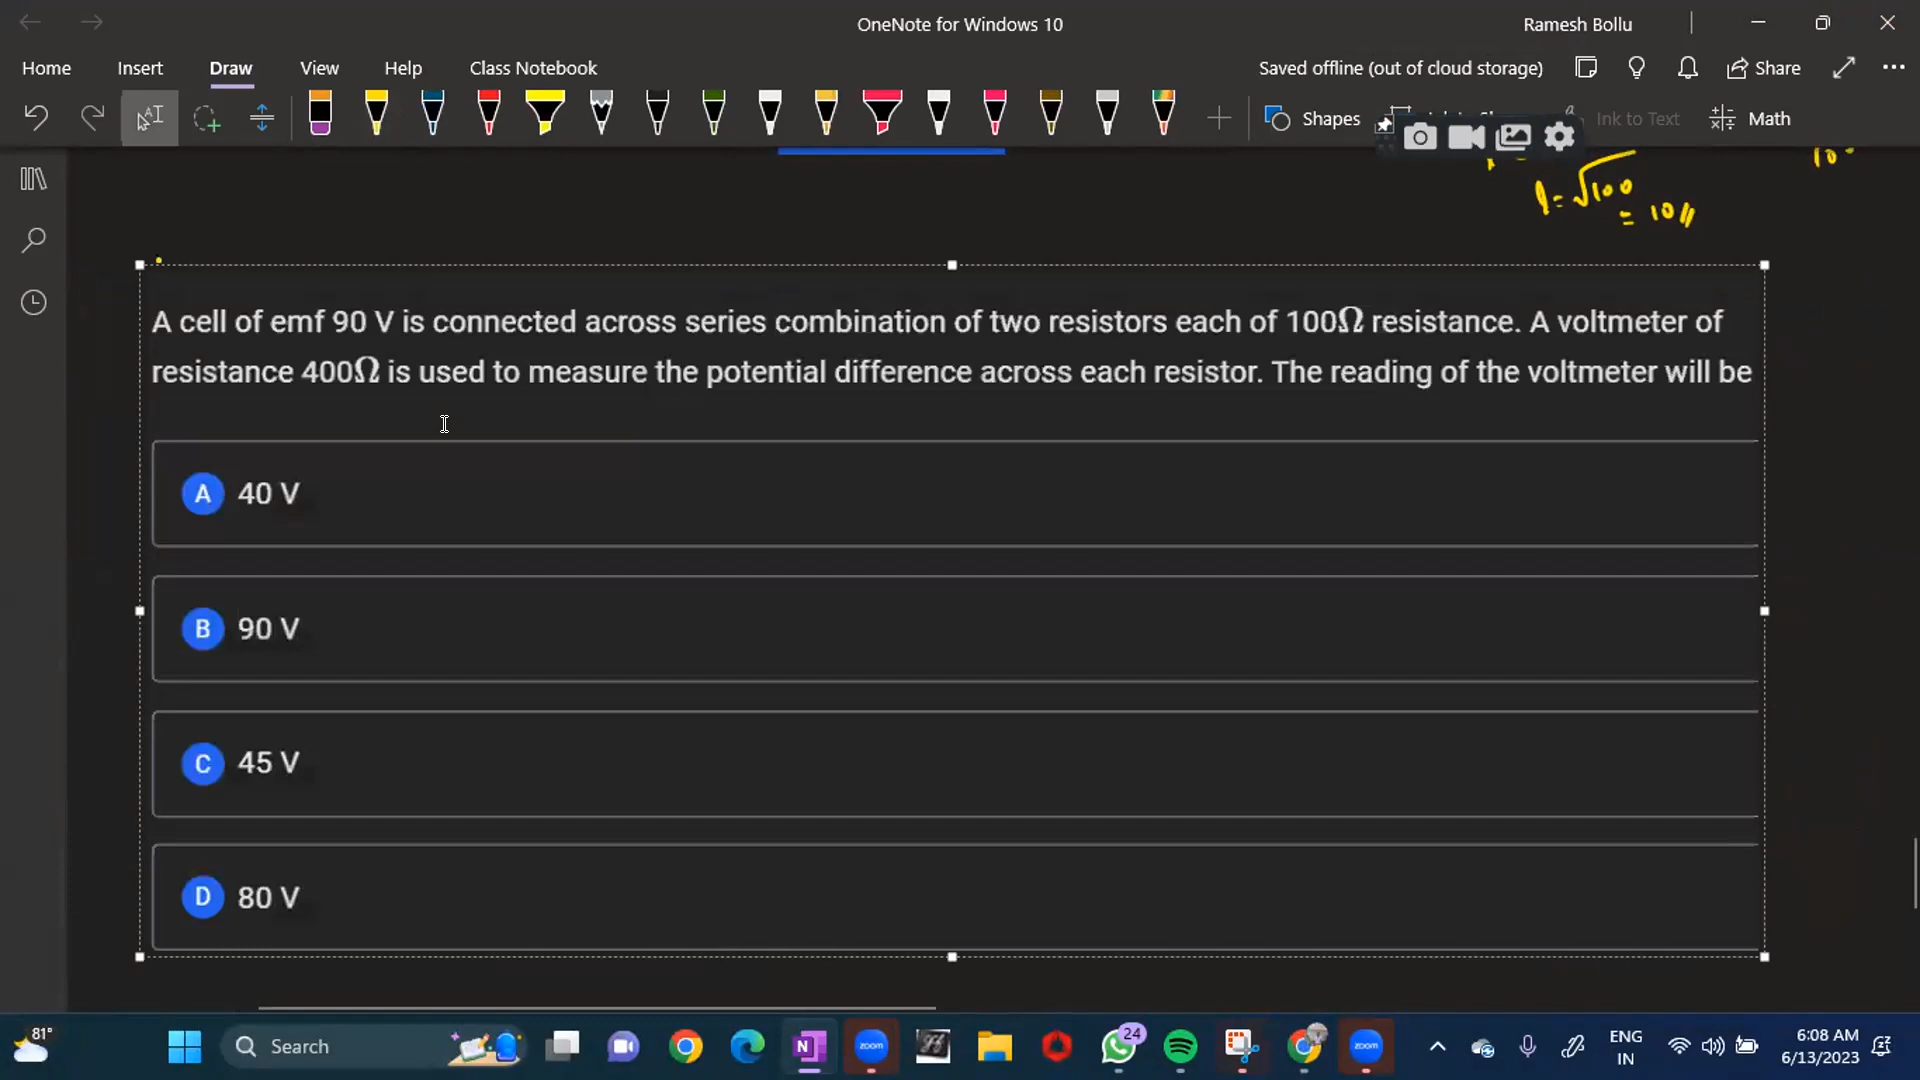 OneNote for Windows 10
Ramesh Bollu
Home Insert Draw View Help Class Notebook
Saved offline (out of cloud storage)
Share
Shapes
Ink to Text
Math
= √100
= 10
A cell of emf 90 V is connected across series combination of two resistors each of 100Ω resistance. A voltmeter of
resistance 400Ω is used to measure the potential difference across each resistor. The reading of the voltmeter will be
A 40 V
B 90 V
C 45 V
D 80 V
81°
Search
N
zoom
24
zoom
ENG
IN
6:08 AM
6/13/2023